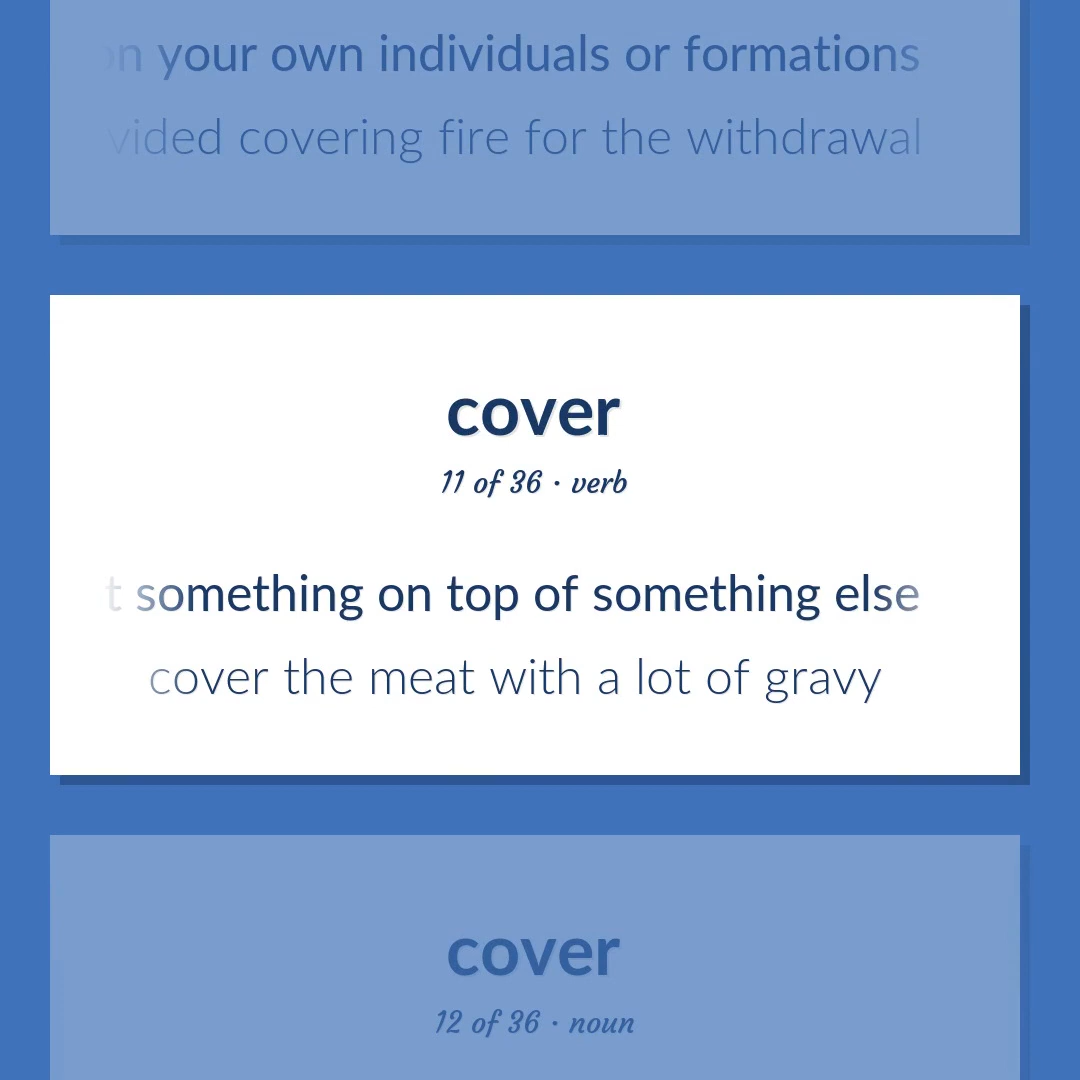 your own individuals or formations
covering fire for the withdrawal
cover
11 of 36 · verb
something on top of something else
cover the meat with a lot of gravy
cover
12 of 36 · noun